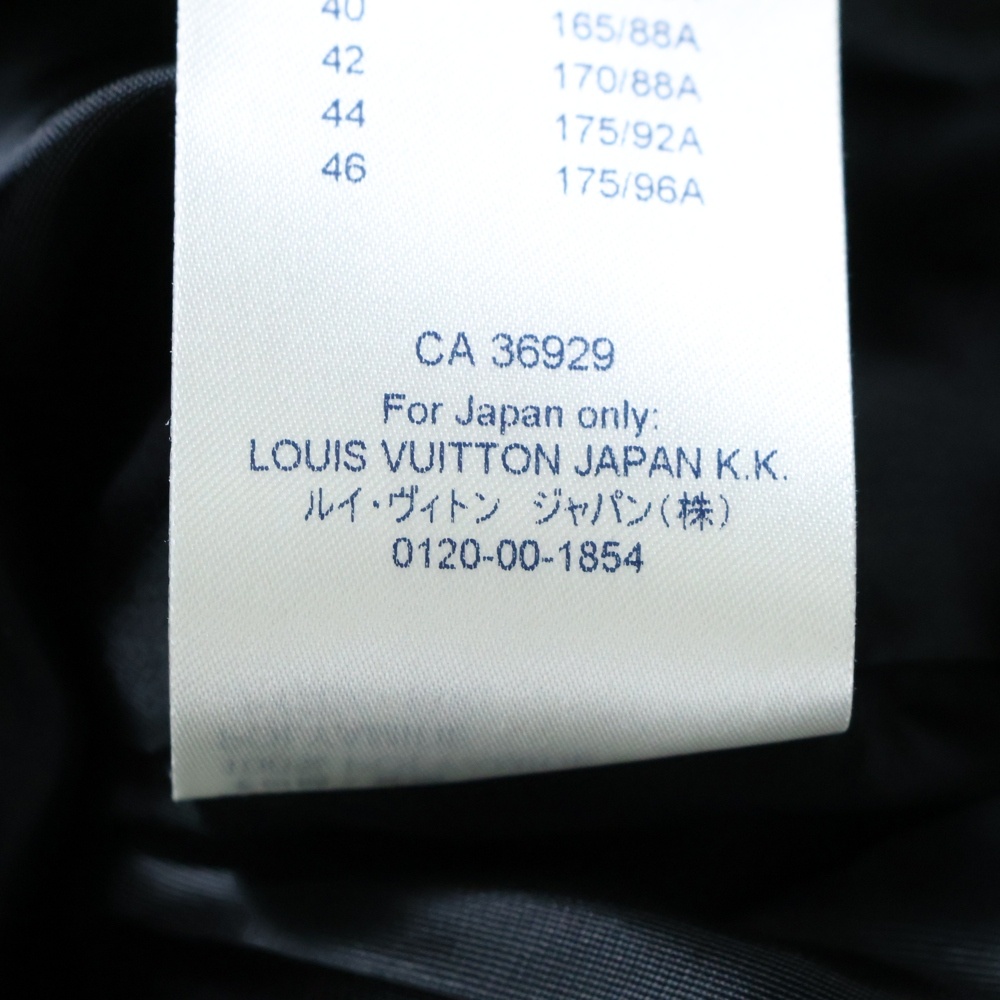 40 165/88A
42 170/88A
44 175/92A
46 175/96A
CA 36929
For Japan only:
LOUIS VUITTON JAPAN K.K.
ルイ・ヴィトン ジャパン(株)
0120-00-1854